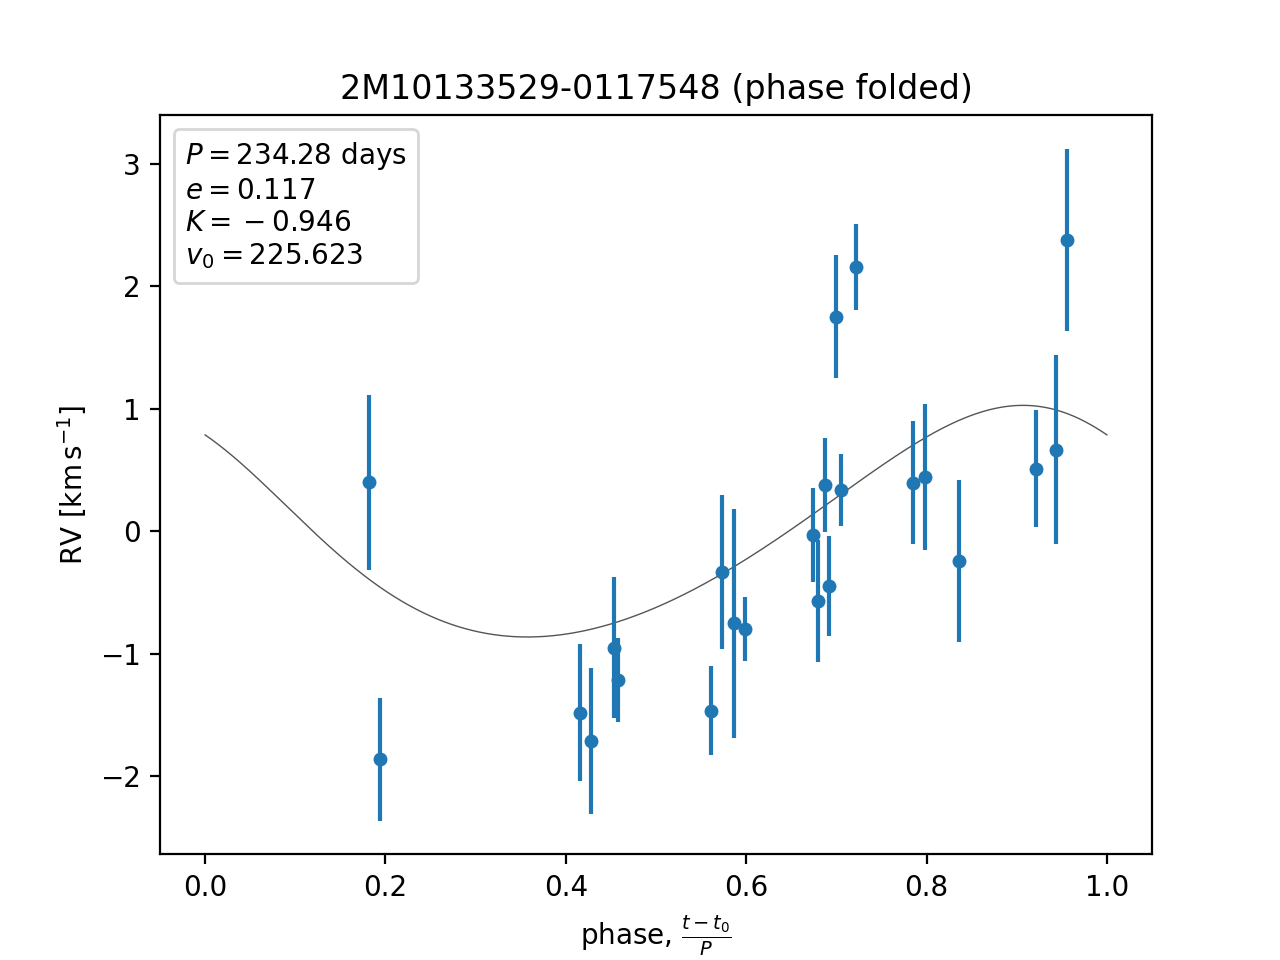 2M10133529-0117548 (phase folded)
P = 234.28 days
e = 0.117
K = −0.946
v₀ = 225.623
3
2
1
0
−1
−2
RV [km s⁻¹]
0.0 0.2 0.4 0.6 0.8 1.0
phase, (t − t₀)/P